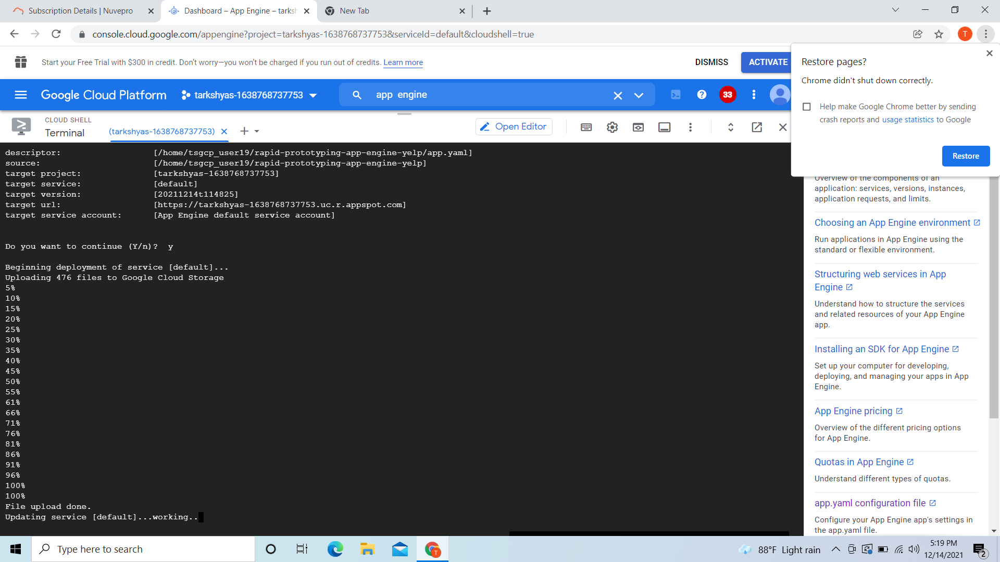 Subscription Details | Nuvepro
Dashboard – App Engine – tarksh
New Tab
console.cloud.google.com/appengine?project=tarkshyas-1638768737753&serviceId=default&cloudshell=true
T
Start your Free Trial with $300 in credit. Don't worry—you won't be charged if you run out of credits. Learn more
DISMISS
ACTIVATE
Restore pages?
Chrome didn't shut down correctly.
Help make Google Chrome better by sending
crash reports and usage statistics to Google
Restore
Google Cloud Platform
tarkshyas-1638768737753
app engine
33
CLOUD SHELL
Terminal
(tarkshyas-1638768737753)
Open Editor
descriptor: [/home/tsgcp_user19/rapid-prototyping-app-engine-yelp/app.yaml]
source: [/home/tsgcp_user19/rapid-prototyping-app-engine-yelp]
target project: [tarkshyas-1638768737753]
target service: [default]
target version: [20211214t114825]
target url: [https://tarkshyas-1638768737753.uc.r.appspot.com]
target service account: [App Engine default service account]
Do you want to continue (Y/n)? y
Beginning deployment of service [default]...
Uploading 476 files to Google Cloud Storage
5%
10%
15%
20%
25%
30%
35%
40%
45%
50%
55%
61%
66%
71%
76%
81%
86%
91%
96%
100%
100%
File upload done.
Updating service [default]...working..
Overview of the components of an
application: services, versions, instances,
application requests, and limits.
Choosing an App Engine environment
Run applications in App Engine using the
standard or flexible environment.
Structuring web services in App
Engine
Understand how to structure the services
and related resources of your App Engine
app.
Installing an SDK for App Engine
Set up your computer for developing,
deploying, and managing your apps in App
Engine.
App Engine pricing
Overview of the different pricing options
for App Engine.
Quotas in App Engine
Understand different types of quotas.
app.yaml configuration file
Configure your App Engine app's settings in
the app.yaml file.
Type here to search
T
88°F Light rain
5:19 PM
12/14/2021
2